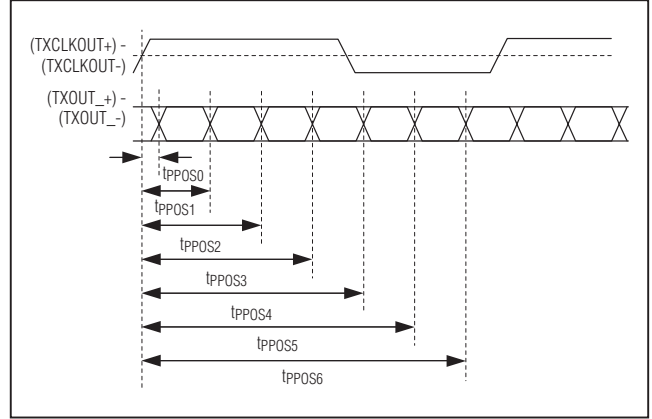 (TXCLKOUT+) -
(TXCLKOUT-)
(TXOUT_+) -
(TXOUT_-)
tPPOS0
tPPOS1
tPPOS2
tPPOS3
tPPOS4
tPPOS5
tPPOS6